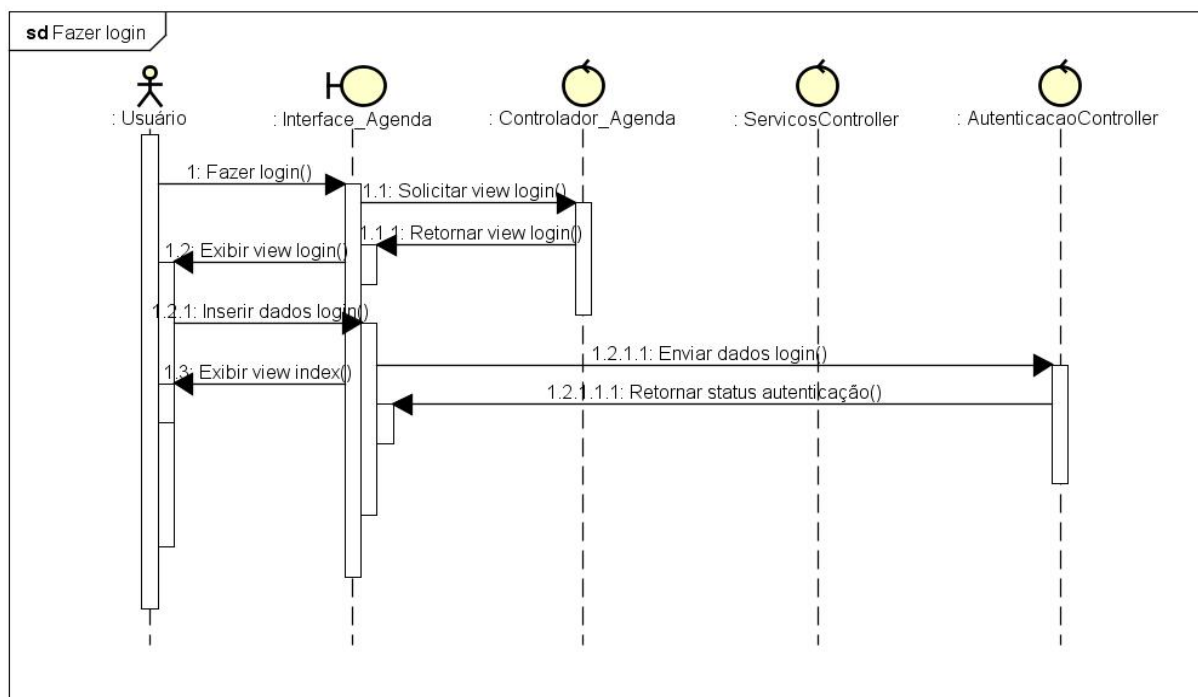 sd Fazer login
: Usuário
: Interface_Agenda
: Controlador_Agenda
: ServicosController
: AutenticacaoController
1: Fazer login()
1.1: Solicitar view login()
1.1.1: Retornar view login()
1.2: Exibir view login()
1.2.1: Inserir dados login()
1.2.1.1: Enviar dados login()
1.3: Exibir view index()
1.2.1.1.1: Retornar status autenticação()